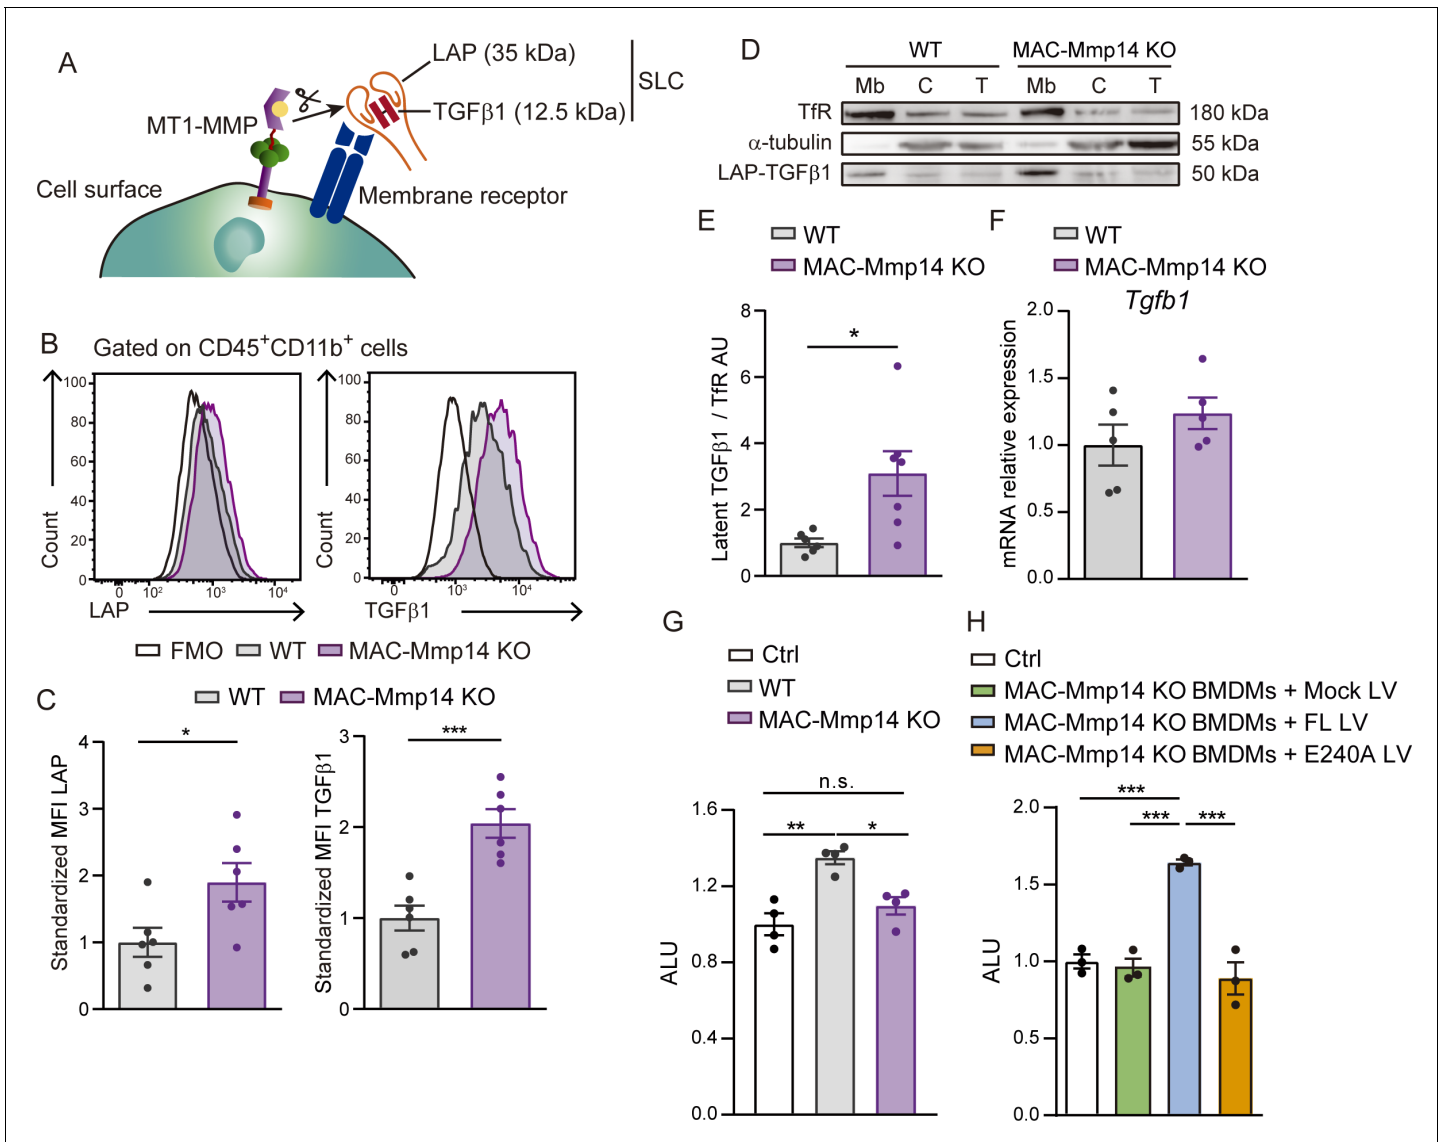 A
LAP (35 kDa)
SLC
TGFβ1 (12.5 kDa)
MT1-MMP
Cell surface
Membrane receptor
B
Gated on CD45+CD11b+ cells
100
80
60
40
20
0
Count
0 10² 10³ 10⁴
LAP
100
80
60
40
20
0
Count
0 10³ 10⁴
TGFβ1
FMO WT MAC-Mmp14 KO
C
WT MAC-Mmp14 KO
Standardized MFI LAP
4
3
2
1
0
*
Standardized MFI TGFβ1
3
2
1
0
***
D
WT MAC-Mmp14 KO
Mb C T Mb C T
TfR 180 kDa
α-tubulin 55 kDa
LAP-TGFβ1 50 kDa
E
WT
MAC-Mmp14 KO
Latent TGFβ1 / TfR AU
8
6
4
2
0
*
F
WT
MAC-Mmp14 KO
Tgfb1
mRNA relative expression
2.0
1.5
1.0
0.5
0.0
G
Ctrl
WT
MAC-Mmp14 KO
n.s.
** *
ALU
1.6
1.2
0.8
0.4
0.0
H
Ctrl
MAC-Mmp14 KO BMDMs + Mock LV
MAC-Mmp14 KO BMDMs + FL LV
MAC-Mmp14 KO BMDMs + E240A LV
***
*** ***
ALU
2.0
1.5
1.0
0.5
0.0